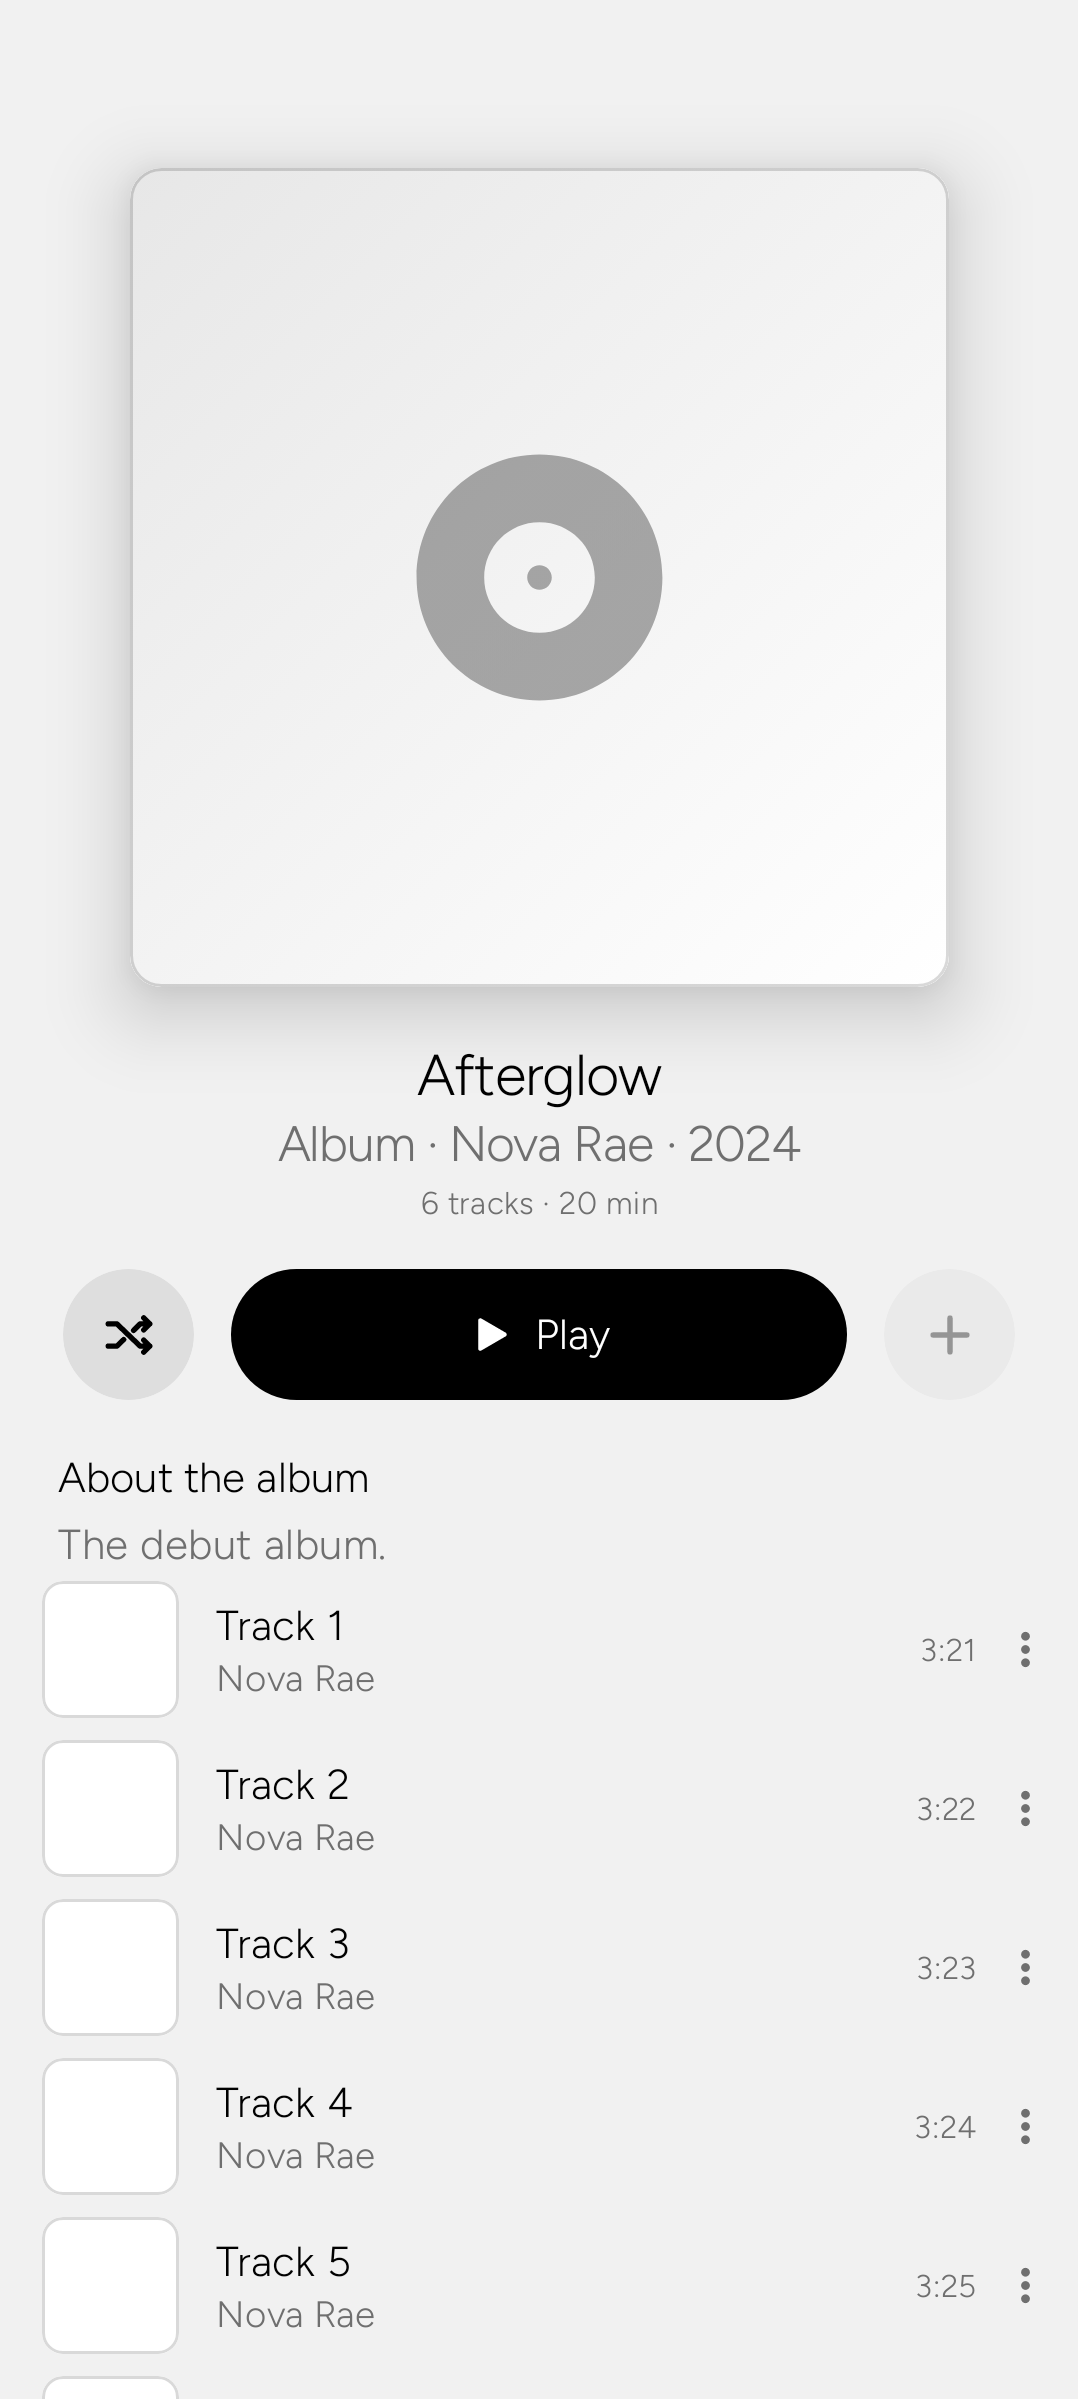 Afterglow
Album · Nova Rae · 2024
6 tracks · 20 min
Play
About the album
The debut album.
Track 1
Nova Rae
3:21
Track 2
Nova Rae
3:22
Track 3
Nova Rae
3:23
Track 4
Nova Rae
3:24
Track 5
Nova Rae
3:25